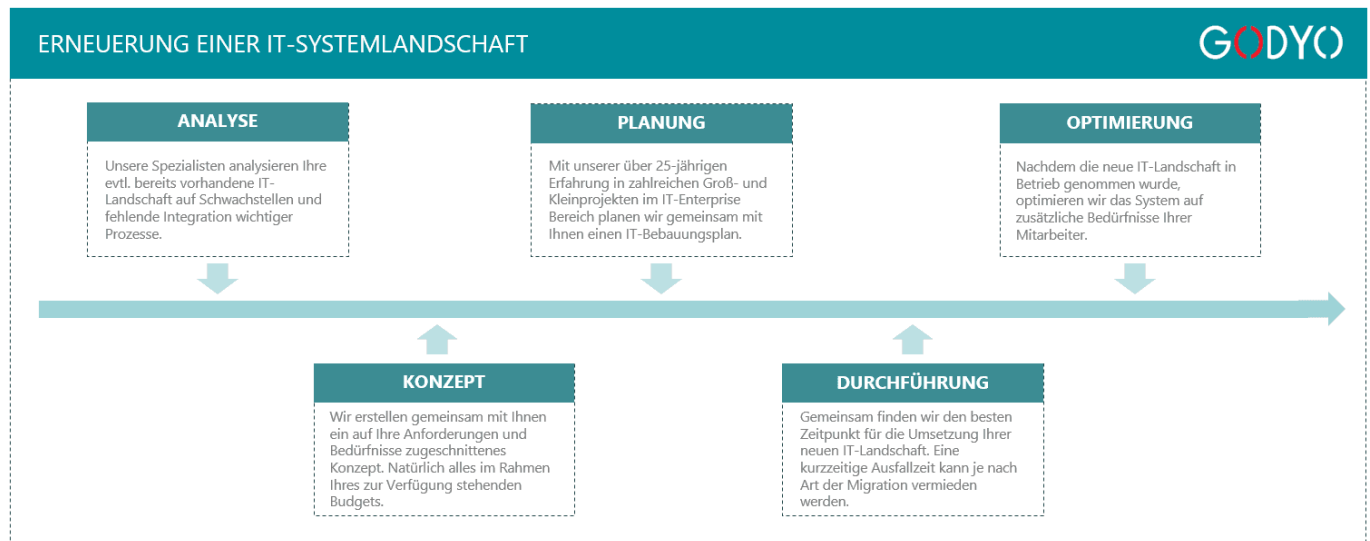 ERNEUERUNG EINER IT-SYSTEMLANDSCHAFT
GODYO
ANALYSE
Unsere Spezialisten analysieren Ihre
evtl. bereits vorhandene IT-
Landschaft auf Schwachstellen und
fehlende Integration wichtiger
Prozesse.
KONZEPT
Wir erstellen gemeinsam mit Ihnen
ein auf Ihre Anforderungen und
Bedürfnisse zugeschnittenes
Konzept. Natürlich alles im Rahmen
Ihres zur Verfügung stehenden
Budgets.
PLANUNG
Mit unserer über 25-jährigen
Erfahrung in zahlreichen Groß- und
Kleinprojekten im IT-Enterprise
Bereich planen wir gemeinsam mit
Ihnen einen IT-Bebauungsplan.
DURCHFÜHRUNG
Gemeinsam finden wir den besten
Zeitpunkt für die Umsetzung Ihrer
neuen IT-Landschaft. Eine
kurzzeitige Ausfallzeit kann je nach
Art der Migration vermieden
werden.
OPTIMIERUNG
Nachdem die neue IT-Landschaft in
Betrieb genommen wurde,
optimieren wir das System auf
zusätzliche Bedürfnisse Ihrer
Mitarbeiter.